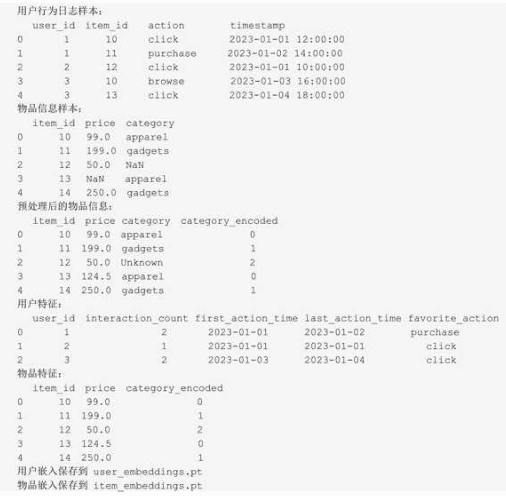 用户行为日志样本:
user_id item_id action timestamp
0 1 10 click 2023-01-01 12:00:00
1 1 11 purchase 2023-01-02 14:00:00
2 2 12 click 2023-01-01 10:00:00
3 3 10 browse 2023-01-03 16:00:00
4 3 13 click 2023-01-04 18:00:00
物品信息样本:
item_id price category
0 10 99.0 apparel
1 11 199.0 gadgets
2 12 50.0 NaN
3 13 NaN apparel
4 14 250.0 gadgets
预处理后的物品信息:
item_id price category category_encoded
0 10 99.0 apparel 0
1 11 199.0 gadgets 1
2 12 50.0 Unknown 2
3 13 124.5 apparel 0
4 14 250.0 gadgets 1
用户特征:
user_id interaction_count first_action_time last_action_time favorite_action
0 1 2 2023-01-01 2023-01-02 purchase
1 2 1 2023-01-01 2023-01-01 click
2 3 2 2023-01-03 2023-01-04 click
物品特征:
item_id price category_encoded
0 10 99.0 0
1 11 199.0 1
2 12 50.0 2
3 13 124.5 0
4 14 250.0 1
用户嵌入保存到 user_embeddings.pt
物品嵌入保存到 item_embeddings.pt